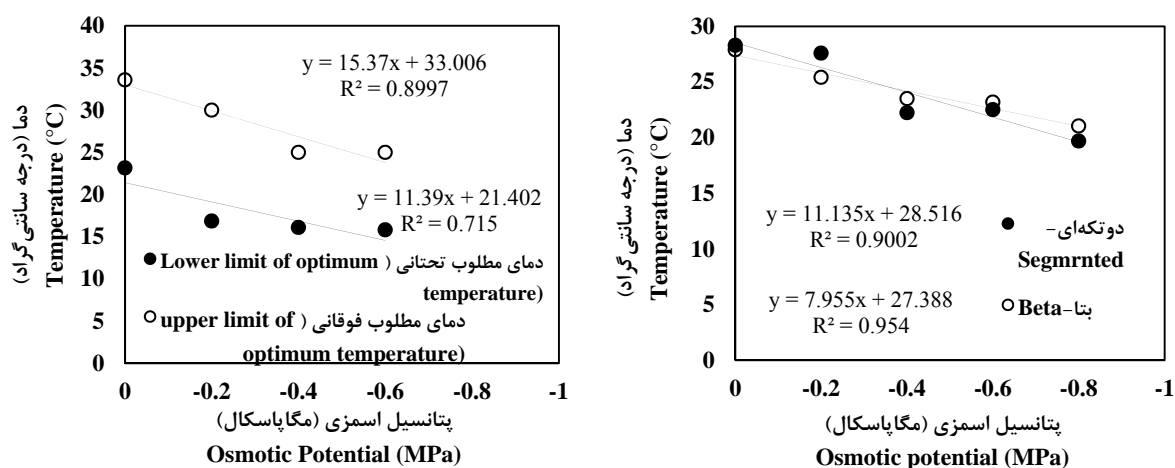 40
35
30
25
20
15
10
5
0
دما (درجه سانتی‌گراد)
Temperature (°C)
y = 15.37x + 33.006
R² = 0.8997
y = 11.39x + 21.402
R² = 0.715
دمای مطلوب تحتانی ( Lower limit of optimum
temperature)
دمای مطلوب فوقانی ( upper limit of
optimum temperature)
0 -0.2 -0.4 -0.6 -0.8 -1
پتانسیل اسمزی (مگاپاسکال)
Osmotic Potential (MPa)
30
25
20
15
10
5
0
دما (درجه سانتی‌گراد)
Temperature (°C)
y = 11.135x + 28.516
R² = 0.9002
دوتکه‌ای-
Segmrnted
y = 7.955x + 27.388
R² = 0.954
بتا-Beta
0 -0.2 -0.4 -0.6 -0.8 -1
پتانسیل اسمزی (مگاپاسکال)
Osmotic potential (MPa)